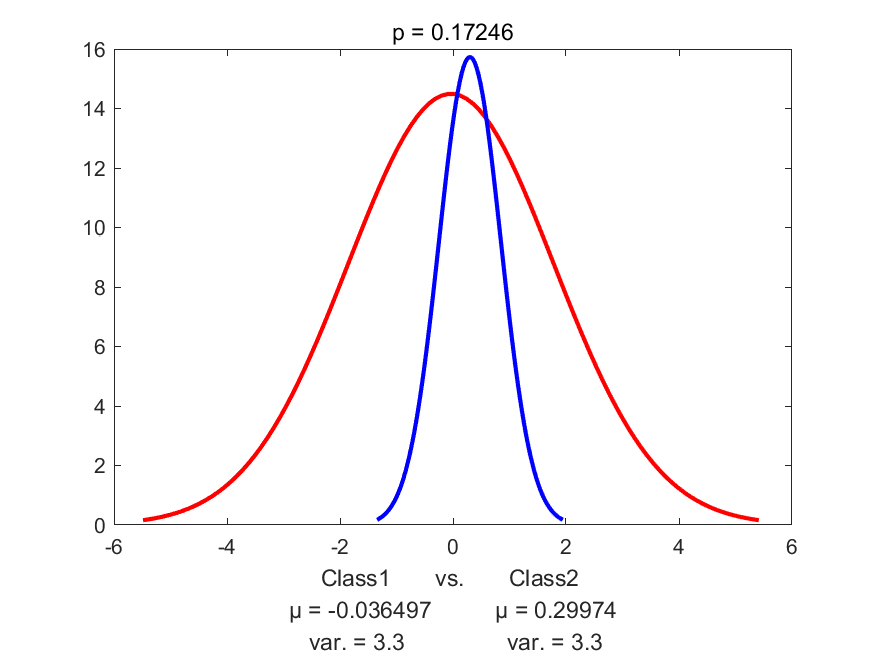 p = 0.17246
16
14
12
10
8
6
4
2
0
-6 -4 -2 0 2 4 6
Class1 vs. Class2
μ = -0.036497 μ = 0.29974
var. = 3.3 var. = 3.3